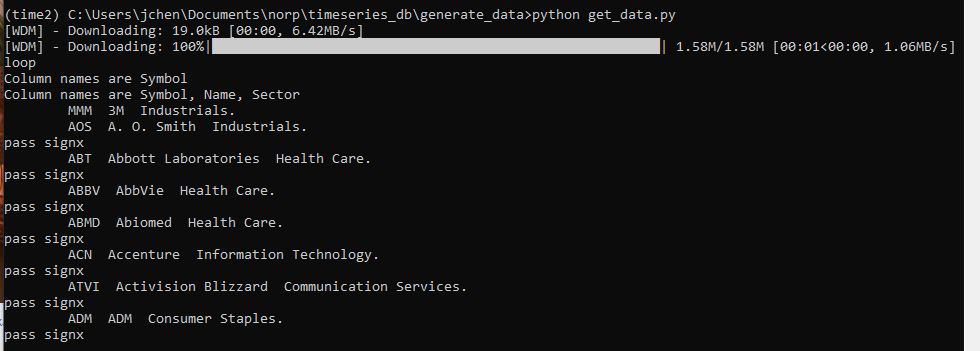 (time2) C:\Users\jchen\Documents\norp\timeseries_db\generate_data>python get_data.py
[WDM] - Downloading: 19.0kB [00:00, 6.42MB/s]
[WDM] - Downloading: 100%|██████████| 1.58M/1.58M [00:01<00:00, 1.06MB/s]
loop
Column names are Symbol
Column names are Symbol, Name, Sector
        MMM  3M  Industrials.
        AOS  A. O. Smith  Industrials.
pass signx
        ABT  Abbott Laboratories  Health Care.
pass signx
        ABBV  AbbVie  Health Care.
pass signx
        ABMD  Abiomed  Health Care.
pass signx
        ACN  Accenture  Information Technology.
pass signx
        ATVI  Activision Blizzard  Communication Services.
pass signx
        ADM  ADM  Consumer Staples.
pass signx